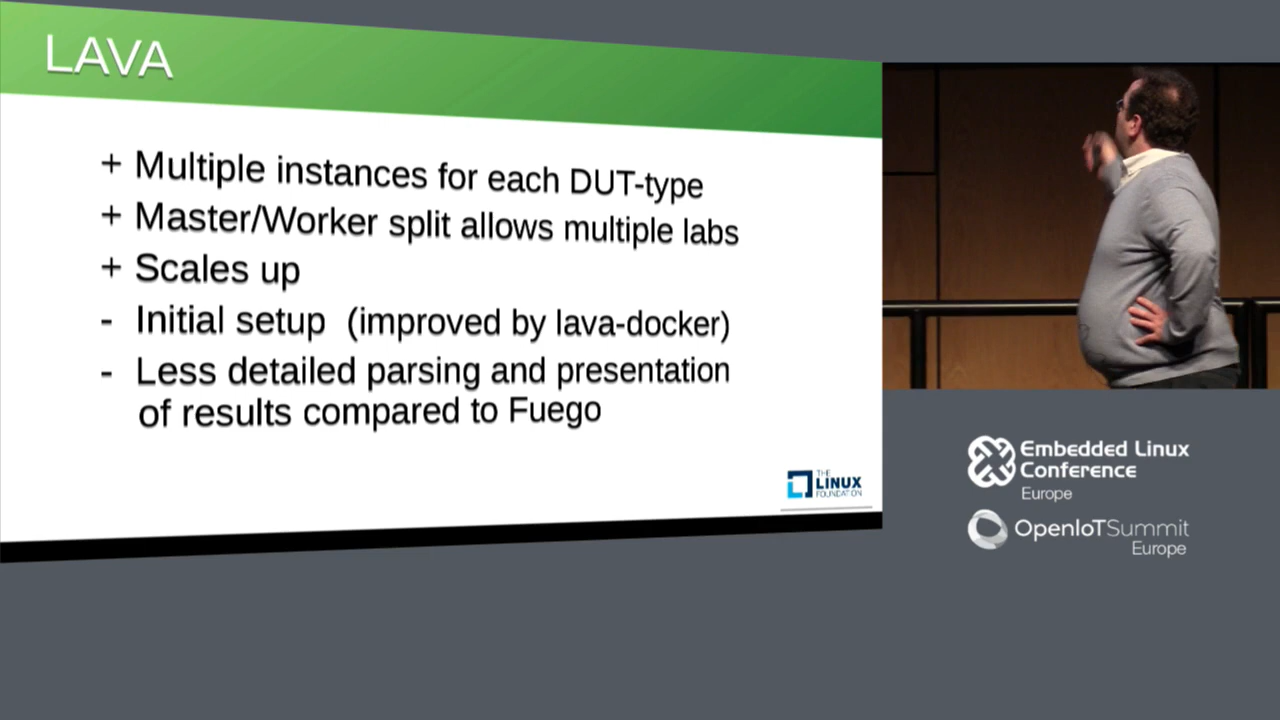 LAVA
+ Multiple instances for each DUT-type
+ Master/Worker split allows multiple labs
+ Scales up
- Initial setup (improved by lava-docker)
- Less detailed parsing and presentation
of results compared to Fuego
THE
LINUX
FOUNDATION
Embedded Linux
Conference
Europe
OpenIoTSummit
Europe